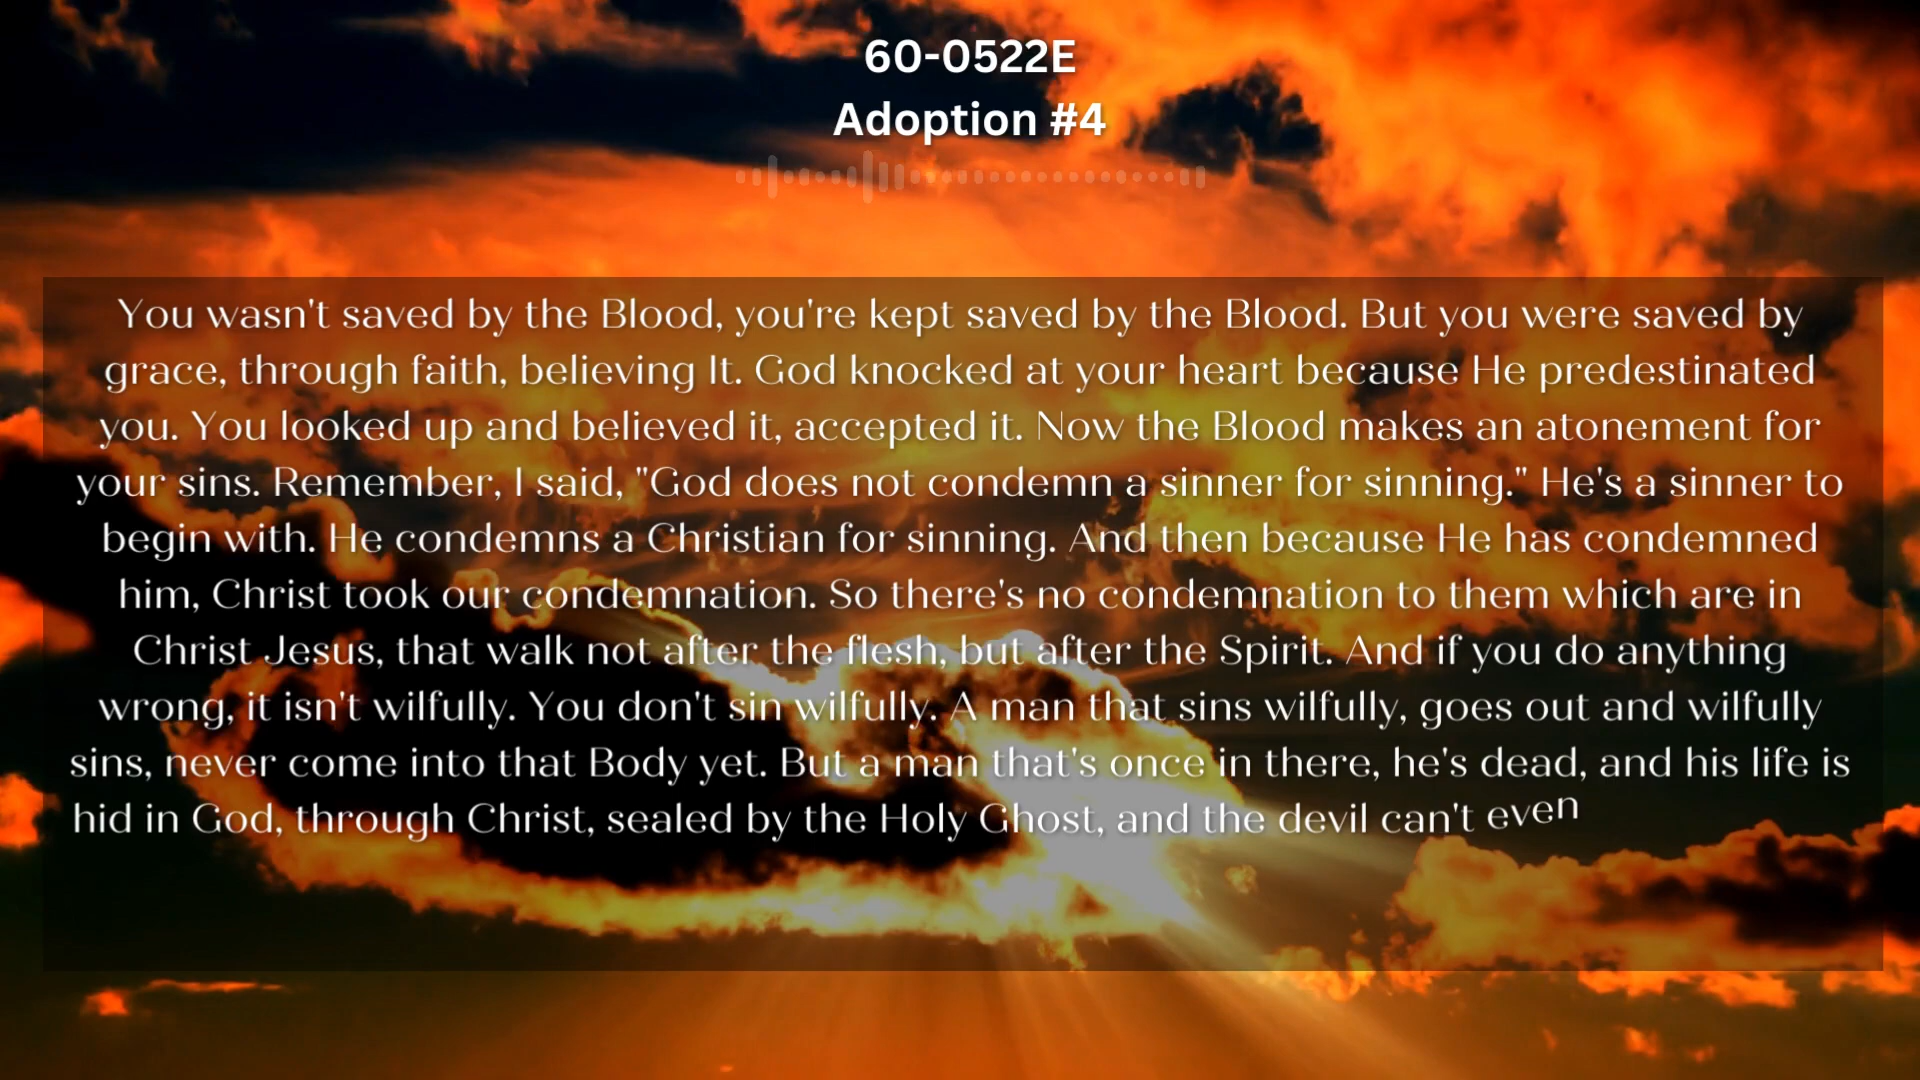 60-0522E
Adoption #4
You wasn't saved by the Blood, you're kept saved by the Blood. But you were saved by
grace, through faith, believing It. God knocked at your heart because He predestinated
you. You looked up and believed it, accepted it. Now the Blood makes an atonement for
your sins. Remember, I said, "God does not condemn a sinner for sinning." He's a sinner to
begin with. He condemns a Christian for sinning. And then because He has condemned
him, Christ took our condemnation. So there's no condemnation to them which are in
Christ Jesus, that walk not after the flesh, but after the Spirit. And if you do anything
wrong, it isn't wilfully. You don't sin wilfully. A man that sins wilfully, goes out and wilfully
sins, never come into that Body yet. But a man that's once in there, he's dead, and his life is
hid in God, through Christ, sealed by the Holy Ghost, and the devil can't even